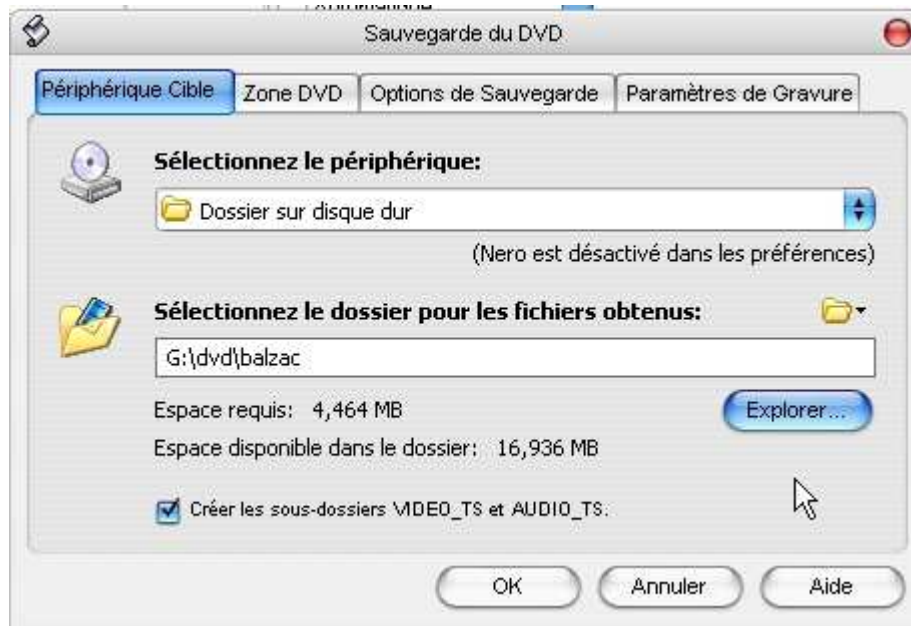 Sauvegarde du DVD
Périphérique Cible Zone DVD Options de Sauvegarde Paramètres de Gravure
Sélectionnez le périphérique:
Dossier sur disque dur
(Nero est désactivé dans les préférences)
Sélectionnez le dossier pour les fichiers obtenus:
G:\dvd\balzac
Espace requis: 4,464 MB
Explorer...
Espace disponible dans le dossier: 16,936 MB
Créer les sous-dossiers VIDEO_TS et AUDIO_TS.
OK Annuler Aide